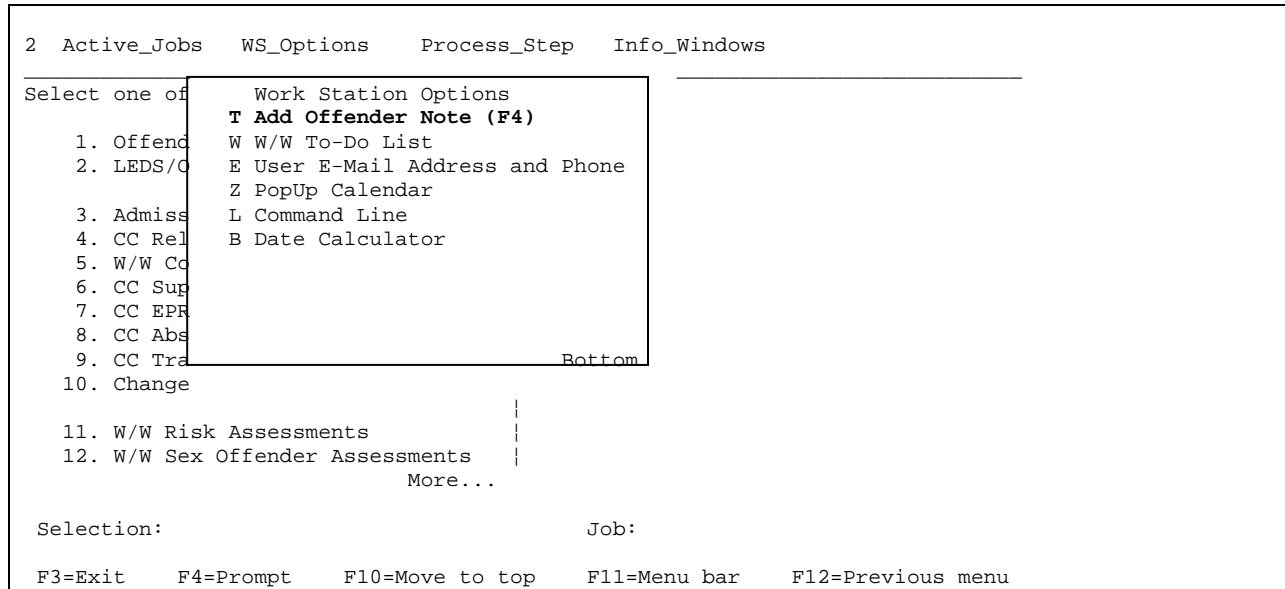 2  Active_Jobs   WS_Options    Process_Step   Info_Windows
Select one of     Work Station Options
T Add Offender Note (F4)
1. Offend   W W/W To-Do List
2. LEDS/O   E User E-Mail Address and Phone
Z PopUp Calendar
3. Admiss   L Command Line
4. CC Rel   B Date Calculator
5. W/W Co
6. CC Sup
7. CC EPR
8. CC Abs
9. CC Tra                              Bottom
10. Change
11. W/W Risk Assessments
12. W/W Sex Offender Assessments
More...
Selection:                                  Job:
F3=Exit    F4=Prompt    F10=Move to top    F11=Menu bar    F12=Previous menu